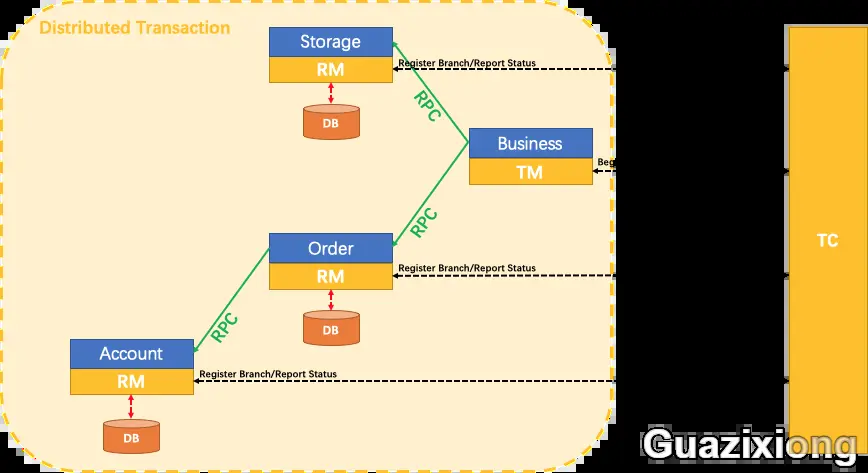 Distributed Transaction
Storage
RM
Register Branch/Report Status
DB
RPC
Business
TM
RPC
TC
Order
RM
Register Branch/Report Status
DB
RPC
Account
RM
Register Branch/Report Status
DB
Guazixiong